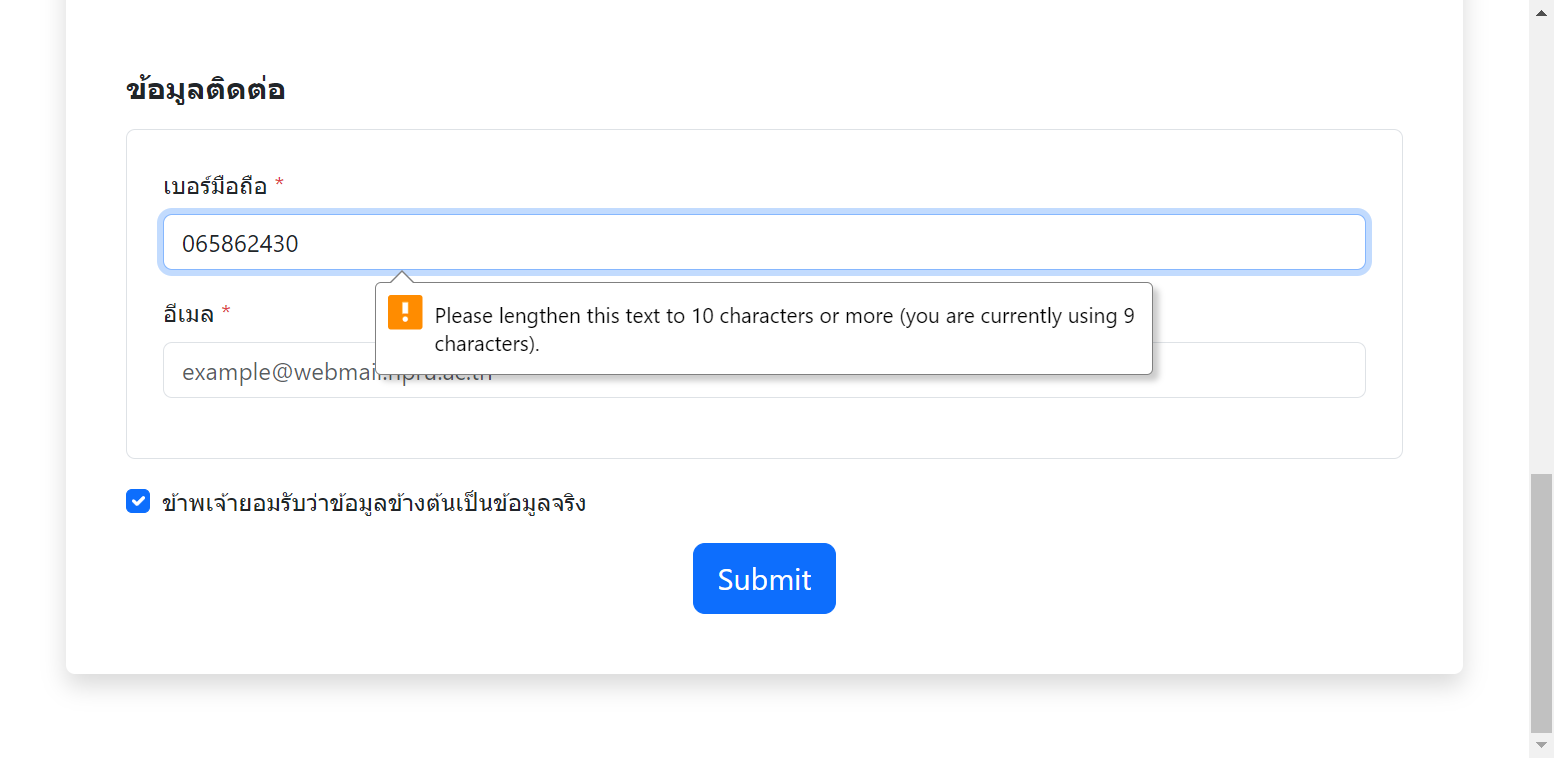 ข้อมูลติดต่อ
เบอร์มือถือ *
065862430
Please lengthen this text to 10 characters or more (you are currently using 9
characters).
อีเมล *
example@webmail.npru.ac.th
ข้าพเจ้ายอมรับว่าข้อมูลข้างต้นเป็นข้อมูลจริง
Submit